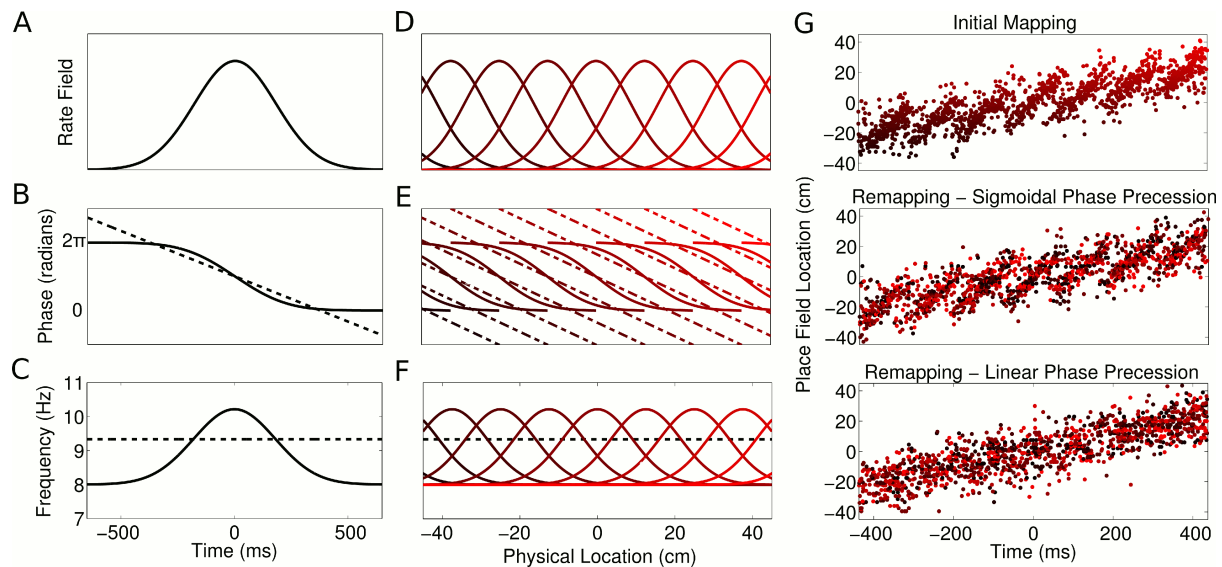 A
Rate Field
B
Phase (radians)
2π
0
C
Frequency (Hz)
11
10
9
8
7
−500
0
500
Time (ms)
D
E
F
−40
−20
0
20
40
Physical Location (cm)
G
Place Field Location (cm)
Initial Mapping
40
20
0
−20
−40
Remapping − Sigmoidal Phase Precession
40
20
0
−20
−40
Remapping − Linear Phase Precession
40
20
0
−20
−40
−400
−200
0
200
400
Time (ms)